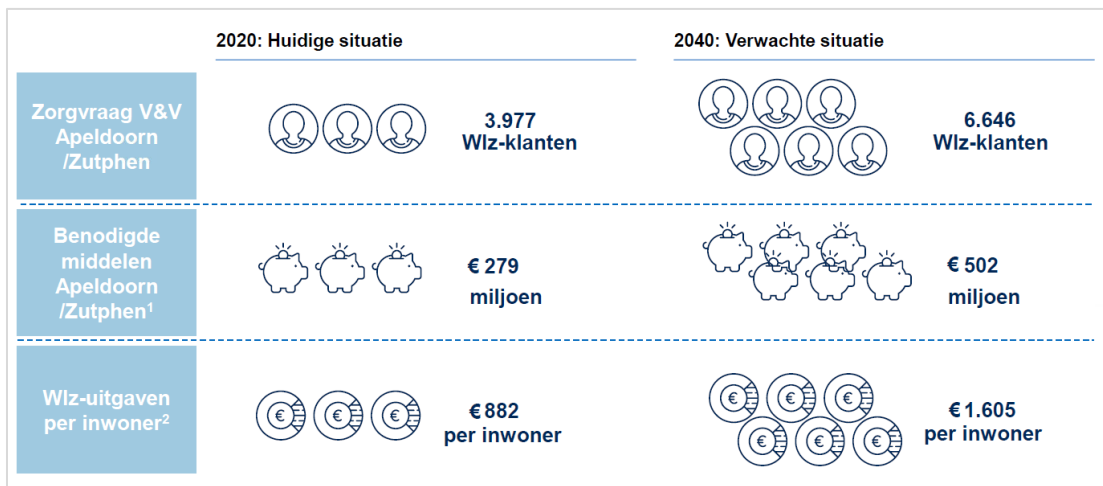 2020: Huidige situatie
2040: Verwachte situatie
Zorgvraag V&V
Apeldoorn
/Zutphen
3.977
Wlz-klanten
6.646
Wlz-klanten
Benodigde
middelen
Apeldoorn
/Zutphen¹
€ 279
miljoen
€ 502
miljoen
Wlz-uitgaven
per inwoner²
€ € €
€ 882
per inwoner
€ € €
€ € €
€ 1.605
per inwoner